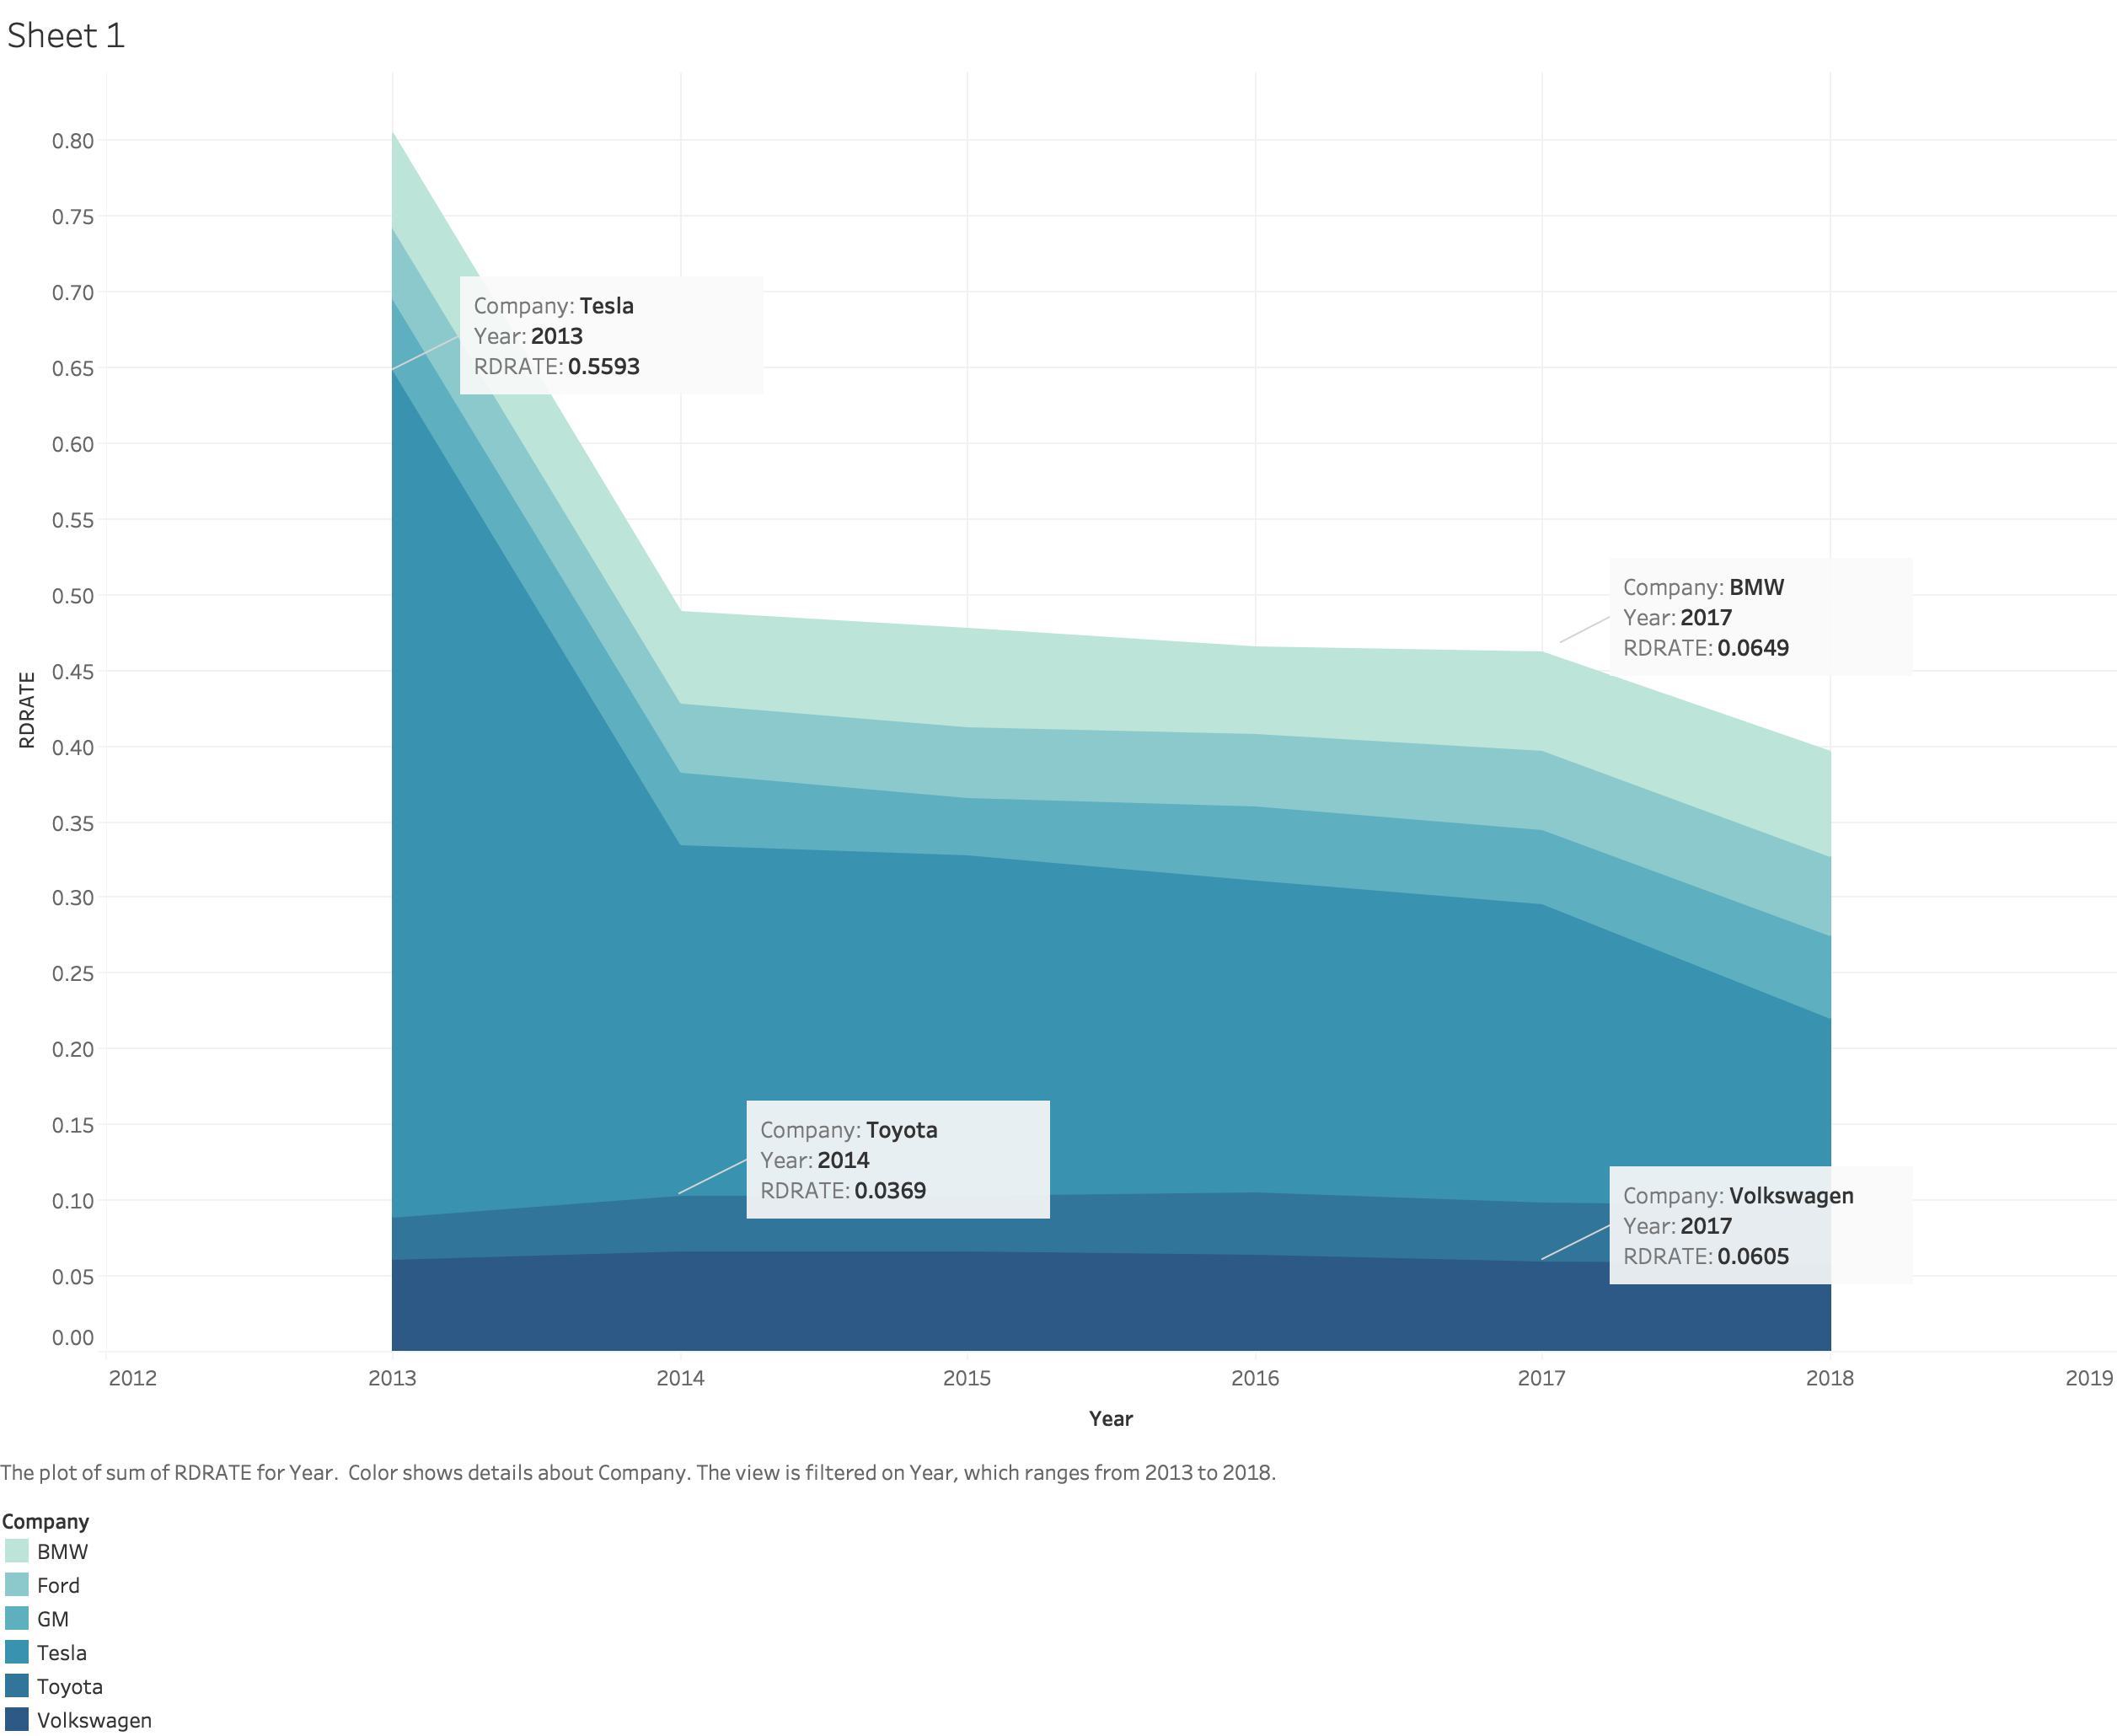 Sheet 1
0.80
0.75
0.70
0.65
0.60
0.55
0.50
0.45
0.40
0.35
0.30
0.25
0.20
0.15
0.10
0.05
0.00
RDRATE
Company: Tesla
Year: 2013
RDRATE: 0.5593
Company: BMW
Year: 2017
RDRATE: 0.0649
Company: Toyota
Year: 2014
RDRATE: 0.0369
Company: Volkswagen
Year: 2017
RDRATE: 0.0605
2012 2013 2014 2015 2016 2017 2018 2019
Year
The plot of sum of RDRATE for Year. Color shows details about Company. The view is filtered on Year, which ranges from 2013 to 2018.
Company
BMW
Ford
GM
Tesla
Toyota
Volkswagen